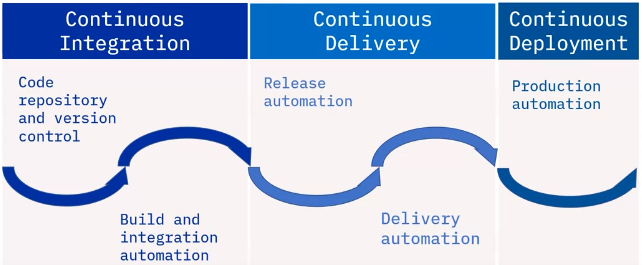 Continuous
Integration
Continuous
Delivery
Continuous
Deployment
Code
repository
and version
control
Build and
integration
automation
Release
automation
Delivery
automation
Production
automation